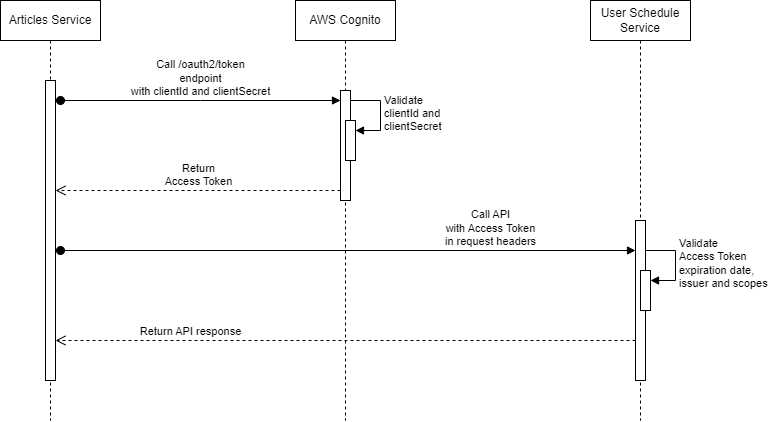 Articles Service
AWS Cognito
User Schedule
Service
Call /oauth2/token
endpoint
with clientId and clientSecret
Validate
clientId and
clientSecret
Return
Access Token
Call API
with Access Token
in request headers
Validate
Access Token
expiration date,
issuer and scopes
Return API response